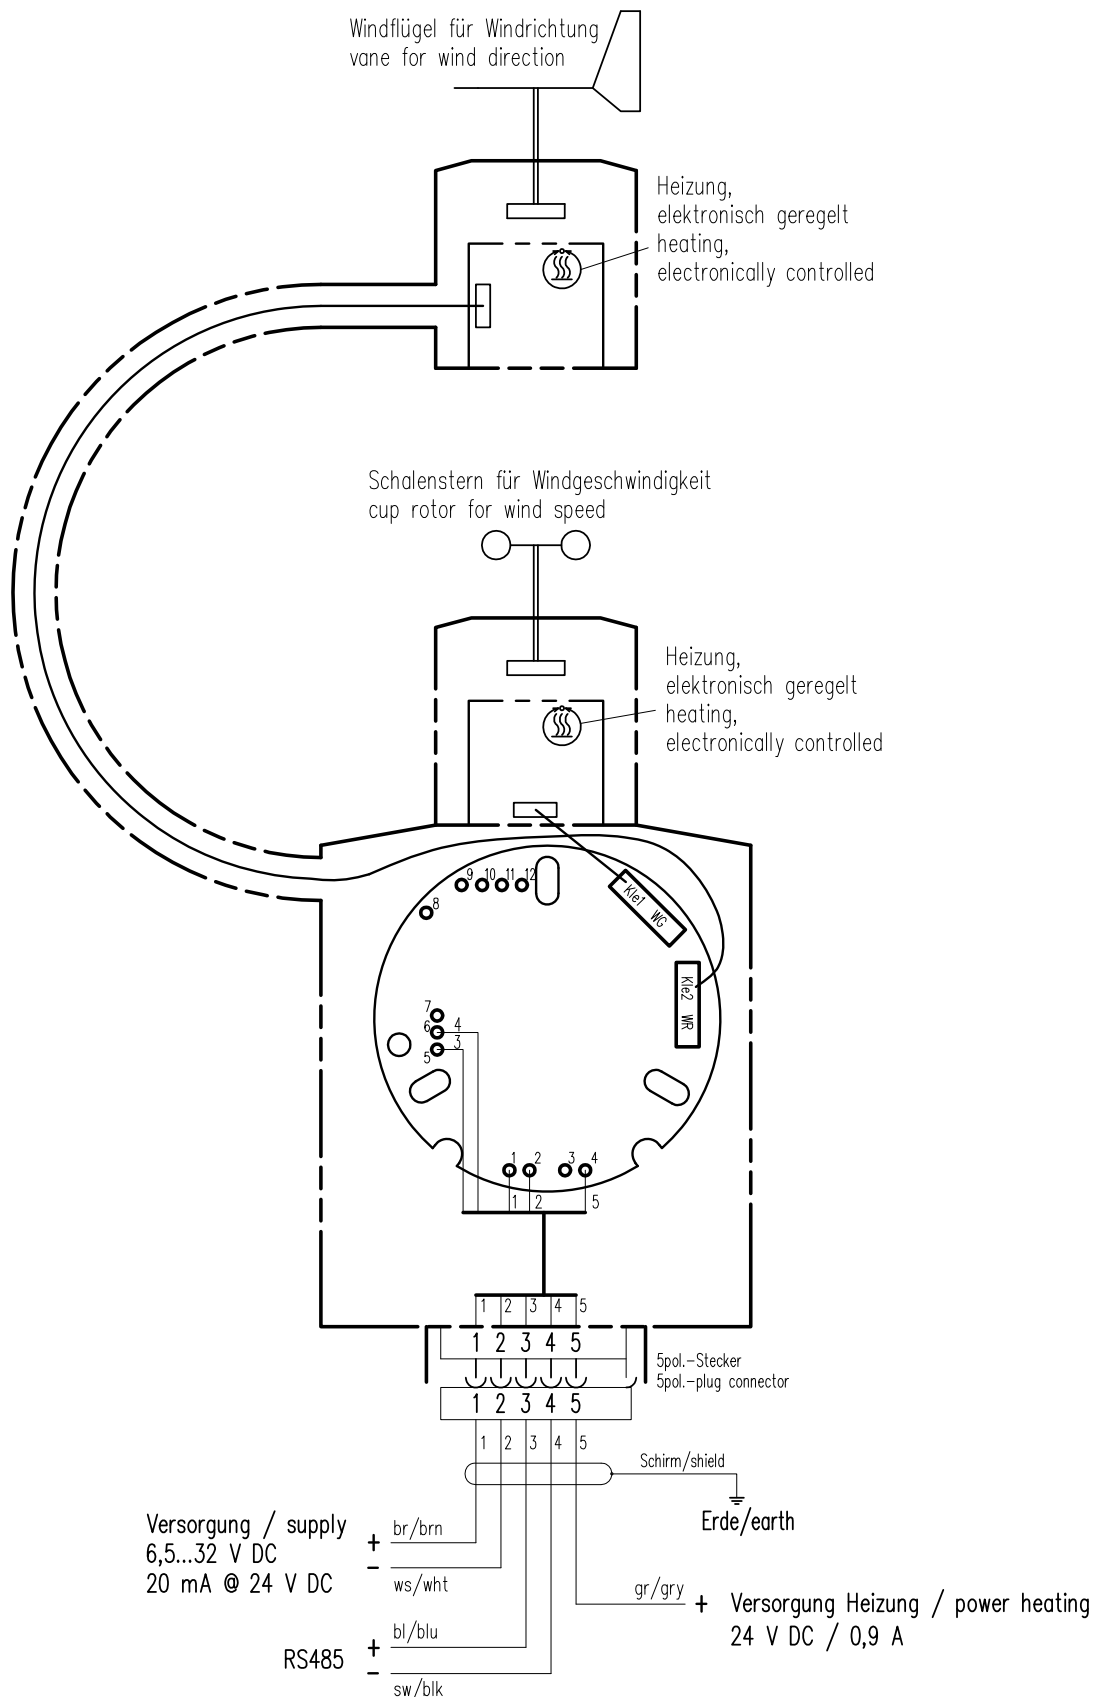 Windflügel für Windrichtung
vane for wind direction
Heizung,
elektronisch geregelt
heating,
electronically controlled
Schalenstern für Windgeschwindigkeit
cup rotor for wind speed
Heizung,
elektronisch geregelt
heating,
electronically controlled
9 10 11 12
8
Kle1 WG
Kle2 WR
7
6 4
5 3
1 2 3 4
1 2 5
1 2 3 4 5
1 2 3 4 5
5pol.-Stecker
5pol.-plug connector
1 2 3 4 5
1 2 3 4 5
Schirm/shield
Erde/earth
Versorgung / supply
6,5...32 V DC
20 mA @ 24 V DC
+ br/brn
- ws/wht
gr/gry + Versorgung Heizung / power heating
24 V DC / 0,9 A
RS485
+ bl/blu
- sw/blk